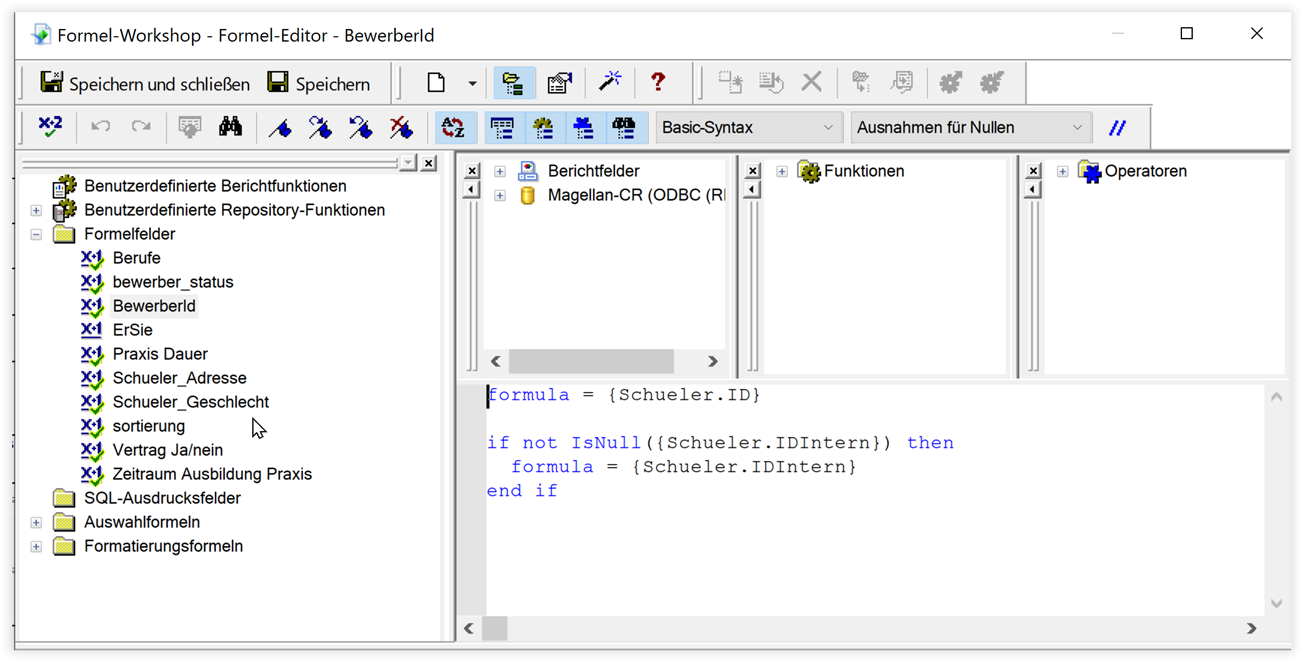 Formel-Workshop - Formel-Editor - BewerberId
Speichern und schließen Speichern
Basic-Syntax Ausnahmen für Nullen
Benutzerdefinierte Berichtfunktionen
Benutzerdefinierte Repository-Funktionen
Formelfelder
Berufe
bewerber_status
BewerberId
ErSie
Praxis Dauer
Schueler_Adresse
Schueler_Geschlecht
sortierung
Vertrag Ja/nein
Zeitraum Ausbildung Praxis
SQL-Ausdrucksfelder
Auswahlformeln
Formatierungsformeln
Berichtfelder
Magellan-CR (ODBC (RI
Funktionen
Operatoren
formula = {Schueler.ID}
if not IsNull({Schueler.IDIntern}) then
formula = {Schueler.IDIntern}
end if